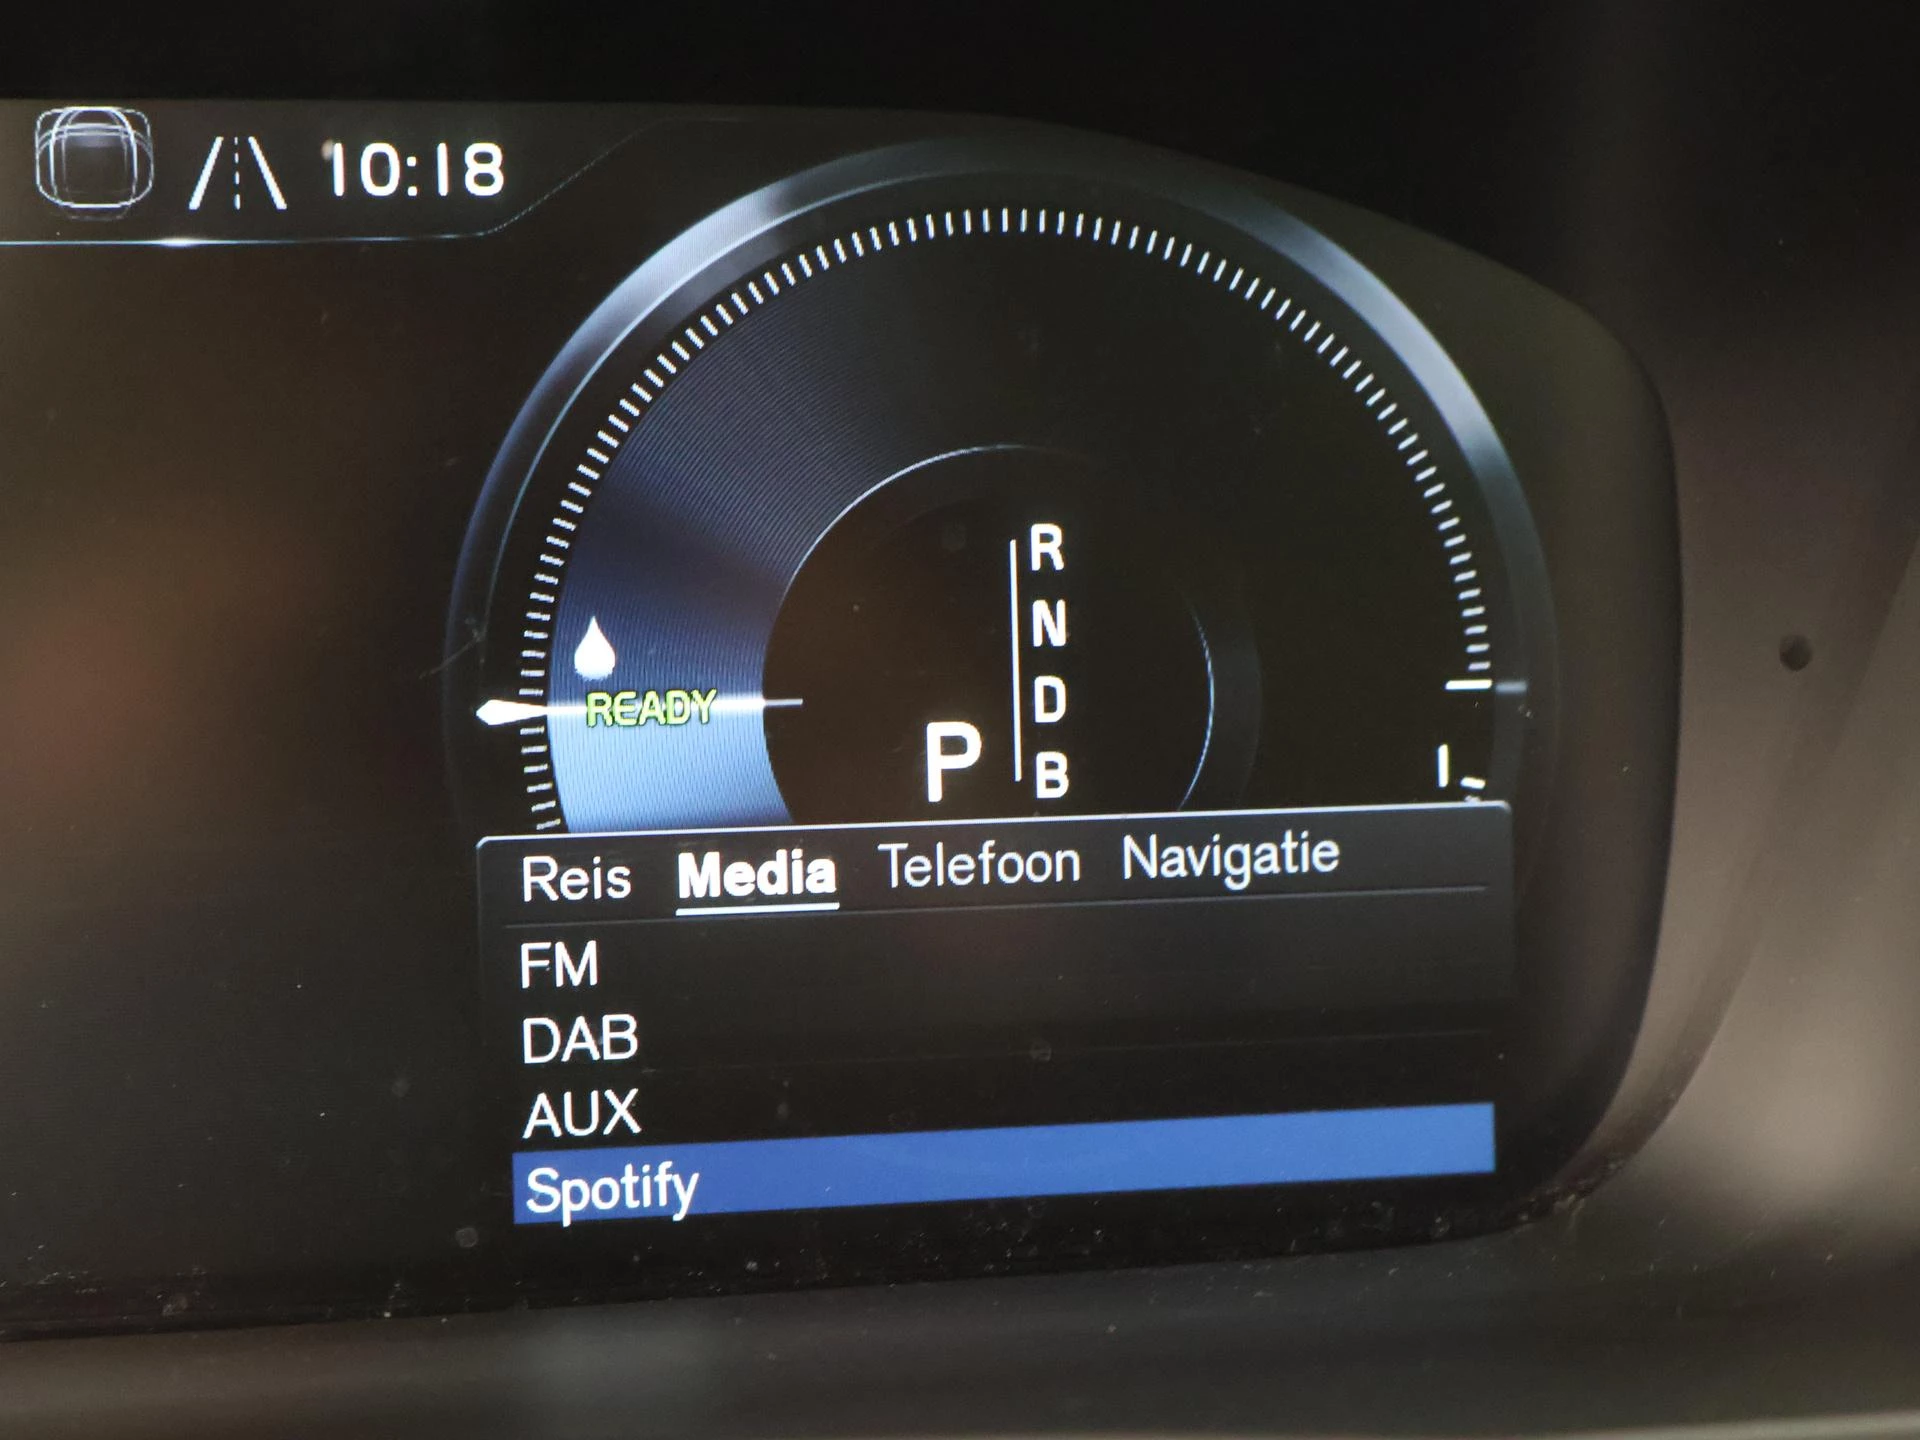 10:18
R
N
D
B
P
READY
Reis Media Telefoon Navigatie
FM
DAB
AUX
Spotify